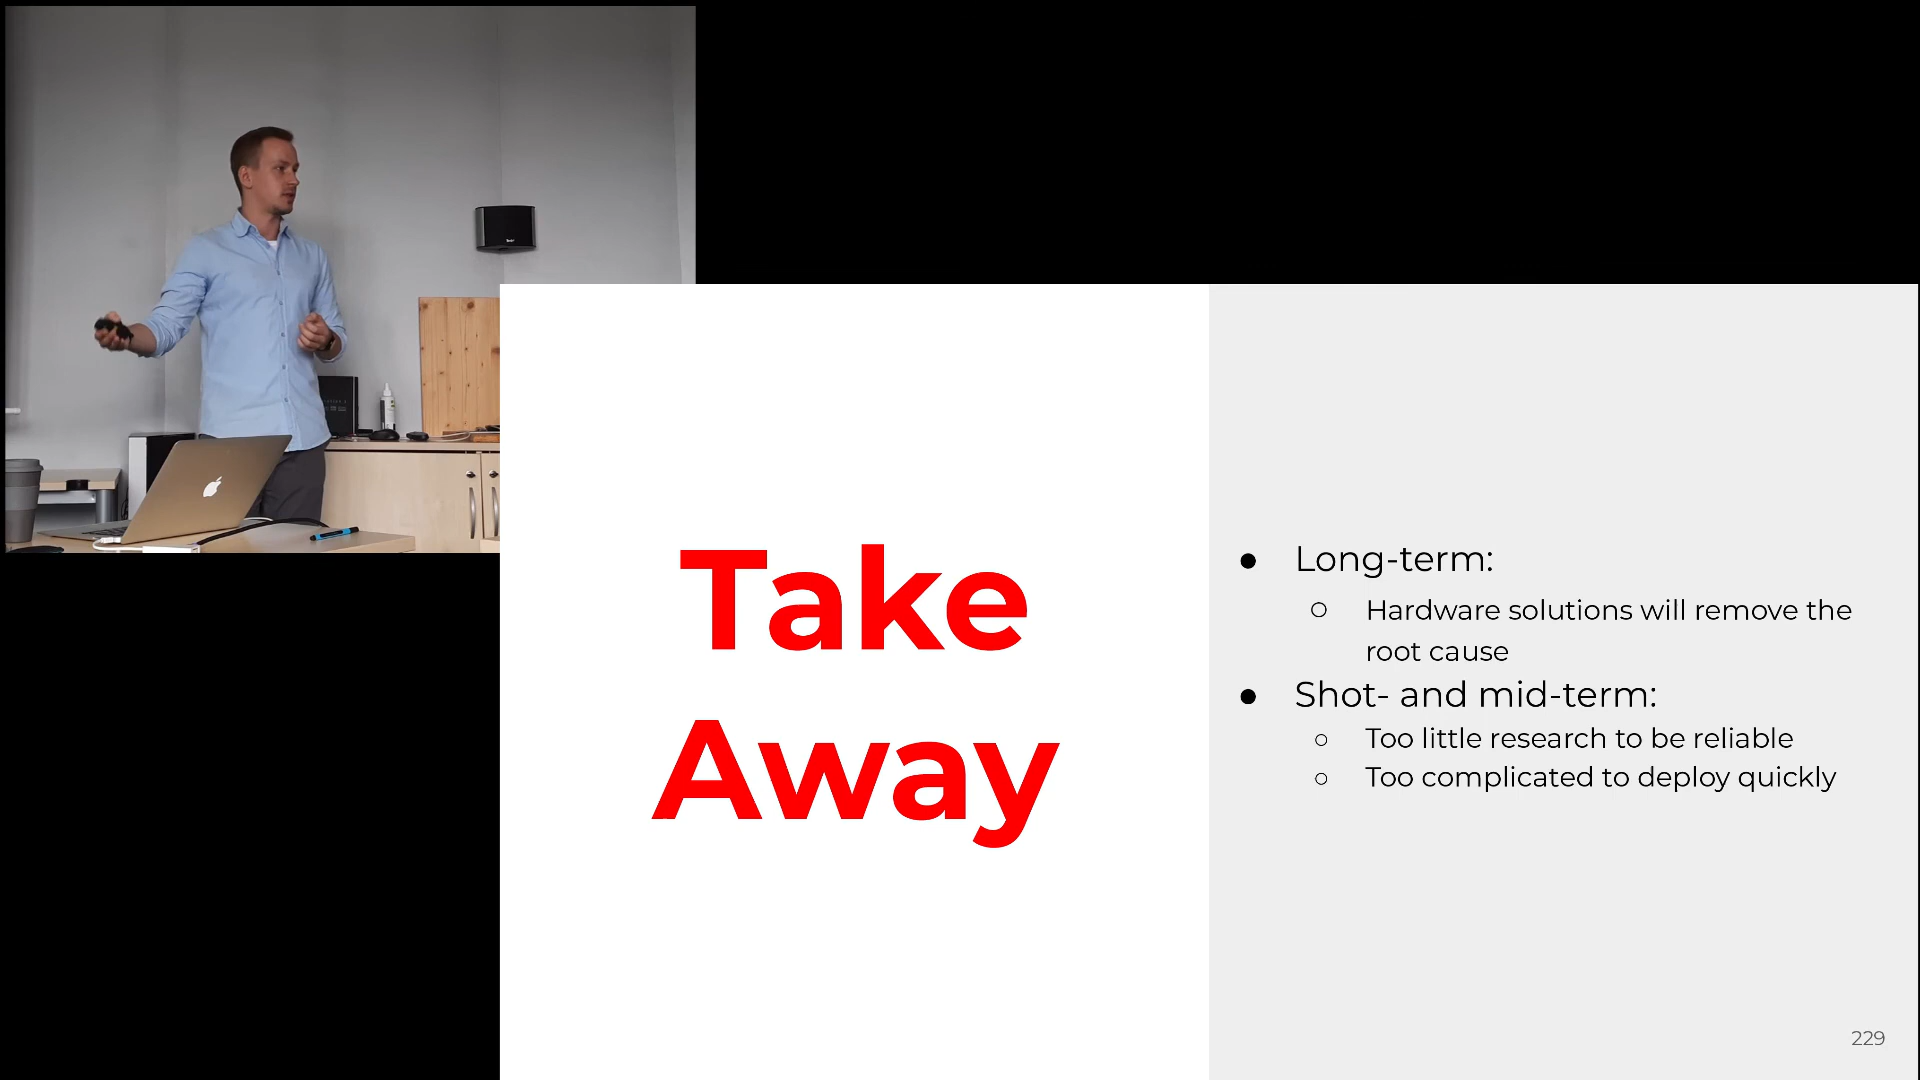 Take
Away
● Long-term:
○ Hardware solutions will remove the
root cause
● Shot- and mid-term:
○ Too little research to be reliable
○ Too complicated to deploy quickly
229